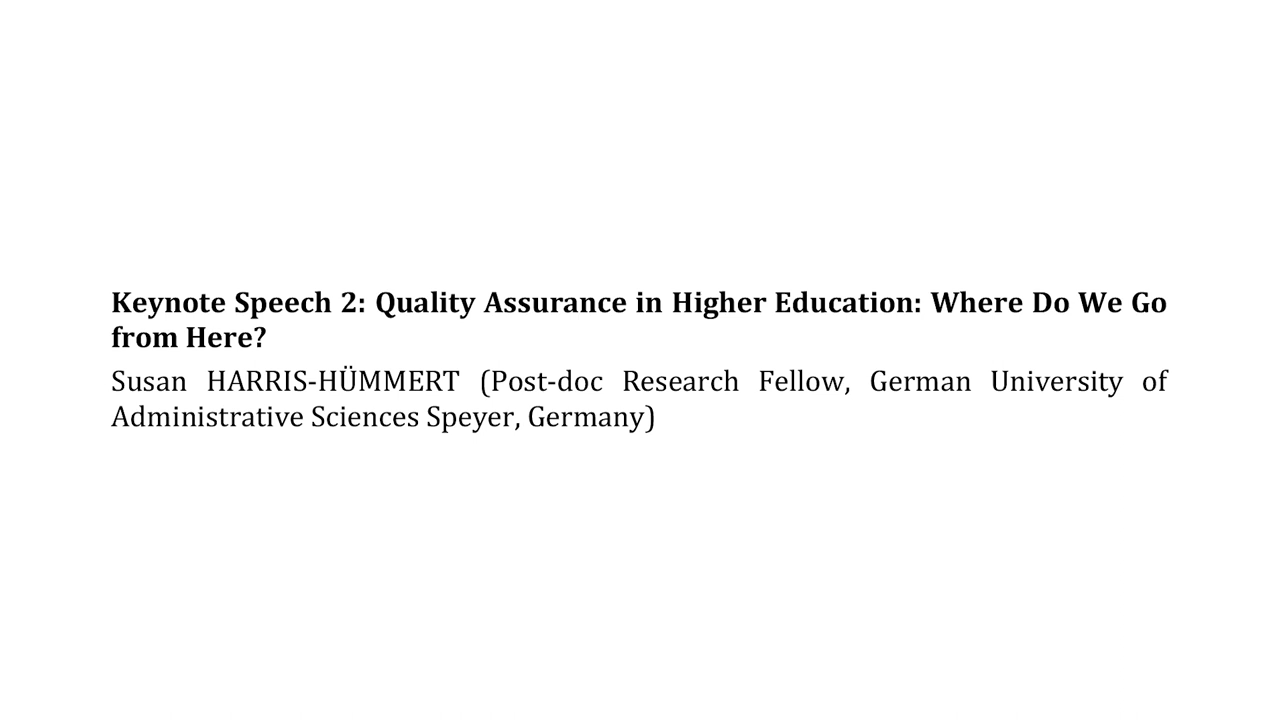 Keynote Speech 2: Quality Assurance in Higher Education: Where Do We Go
from Here?
Susan HARRIS-HÜMMERT (Post-doc Research Fellow, German University of
Administrative Sciences Speyer, Germany)